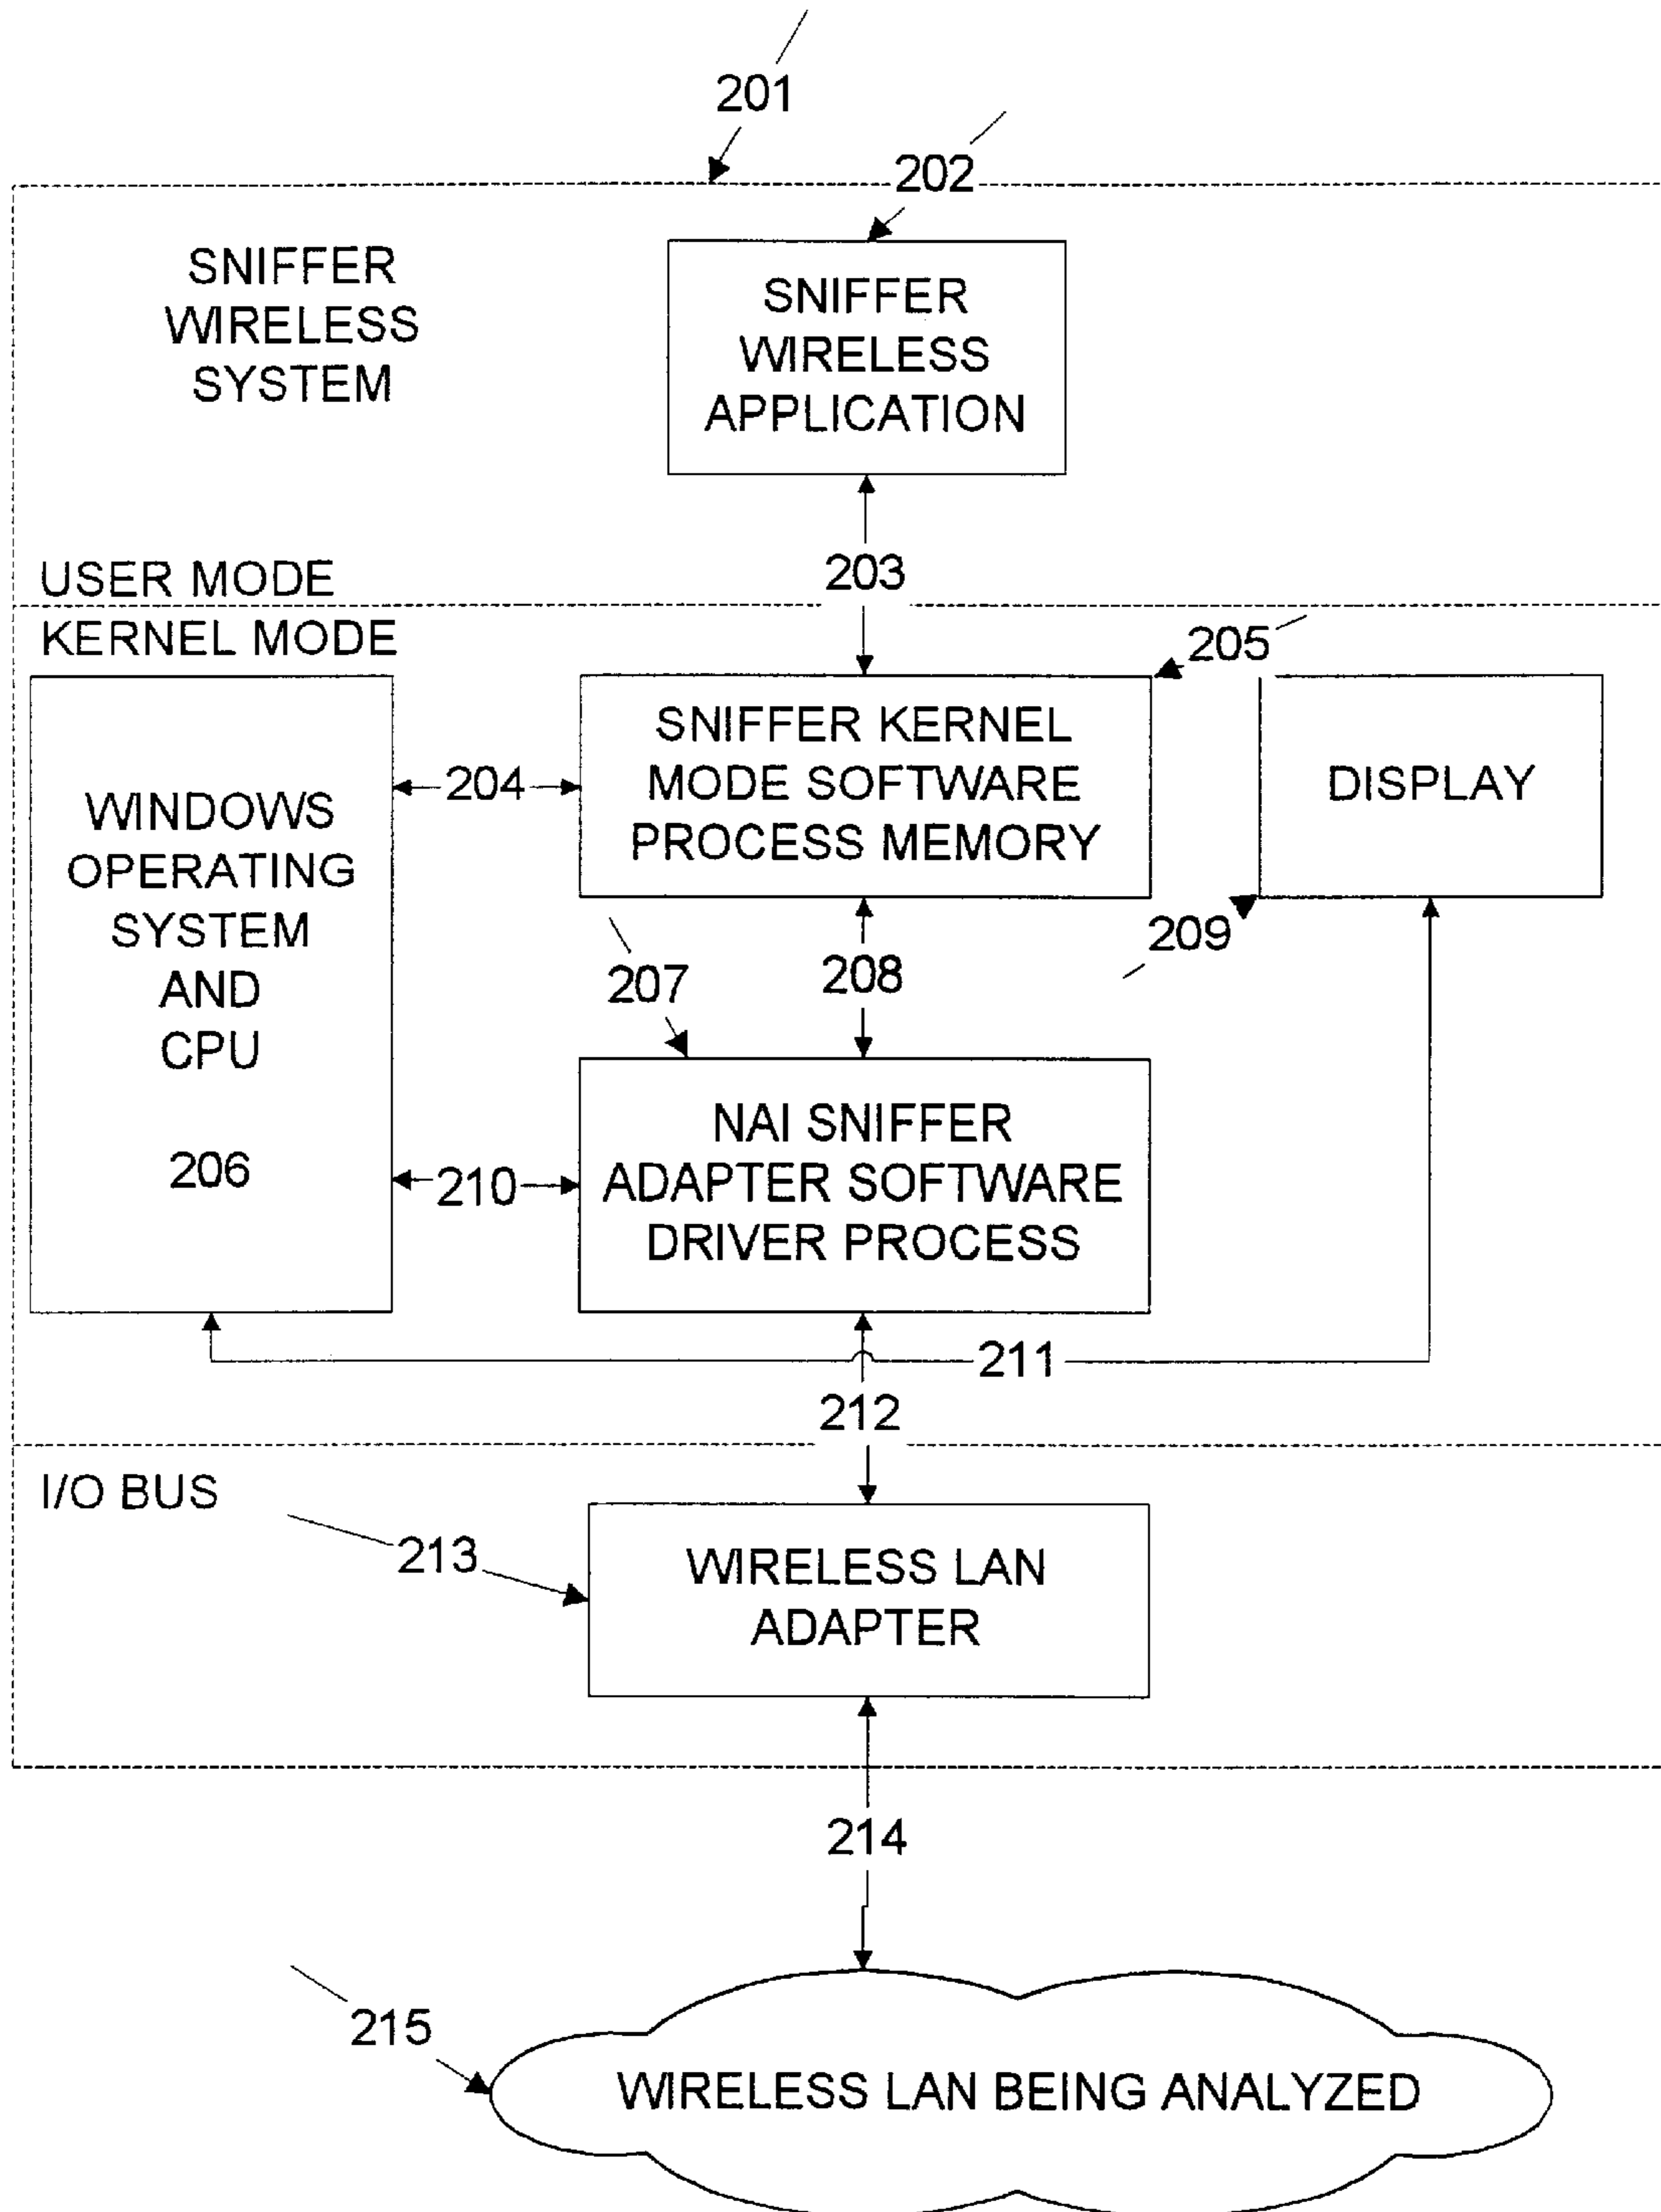 201
202
SNIFFER
WIRELESS
SYSTEM
SNIFFER
WIRELESS
APPLICATION
203
USER MODE
KERNEL MODE
205
WINDOWS
OPERATING
SYSTEM
AND
CPU
206
204
SNIFFER KERNEL
MODE SOFTWARE
PROCESS MEMORY
DISPLAY
209
207
208
210
NAI SNIFFER
ADAPTER SOFTWARE
DRIVER PROCESS
211
212
I/O BUS
213
WIRELESS LAN
ADAPTER
214
215
WIRELESS LAN BEING ANALYZED